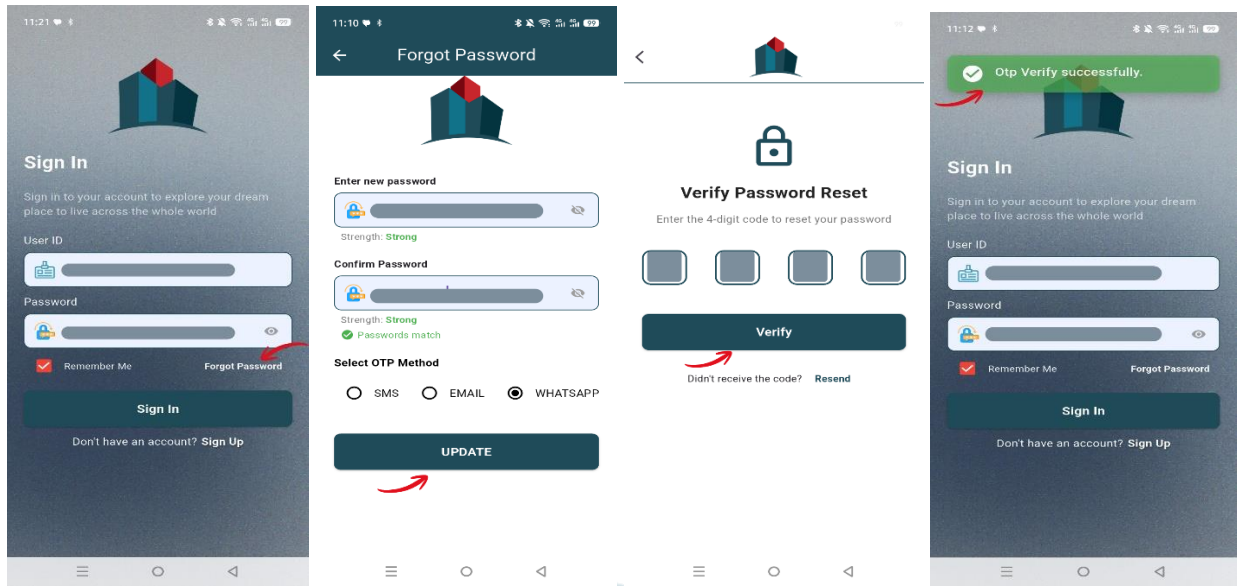 11:21
99
Sign In
Sign in to your account to explore your dream
place to live across the whole world
User ID
Password
Remember Me
Forgot Password
Sign In
Don't have an account? Sign Up
11:10
99
Forgot Password
Enter new password
Strength: Strong
Confirm Password
Strength: Strong
Passwords match
Select OTP Method
SMS
EMAIL
WHATSAPP
UPDATE
Verify Password Reset
Enter the 4-digit code to reset your password
Verify
Didn't receive the code? Resend
11:12
99
Otp Verify successfully.
Sign In
Sign in to your account to explore your dream
place to live across the whole world
User ID
Password
Remember Me
Forgot Password
Sign In
Don't have an account? Sign Up